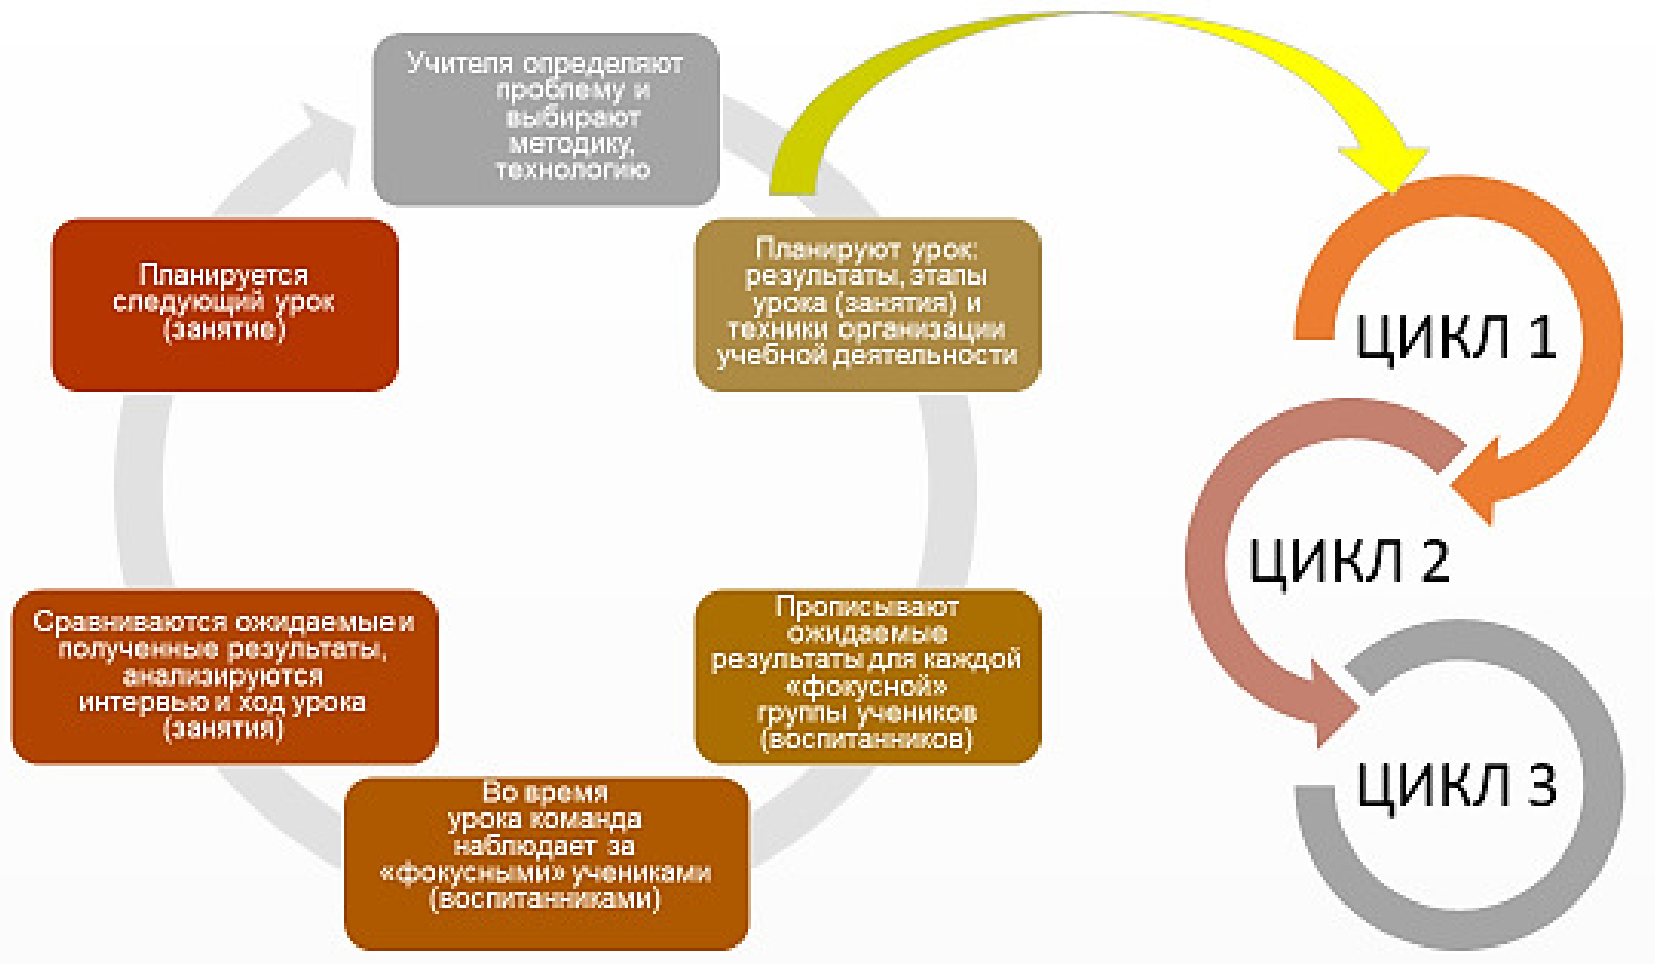 Учителя определяют
проблему и
выбирают
методику,
технологию
Планируют урок:
результаты, этапы
урока (занятия) и
техники организации
учебной деятельности
Прописывают
ожидаемые
результаты для каждой
«фокусной»
группы учеников
(воспитанников)
Во время
урока команда
наблюдает за
«фокусными» учениками
(воспитанниками)
Сравниваются ожидаемые и
полученные результаты,
анализируются
интервью и ход урока
(занятия)
Планируется
следующий урок
(занятие)
ЦИКЛ 1
ЦИКЛ 2
ЦИКЛ 3